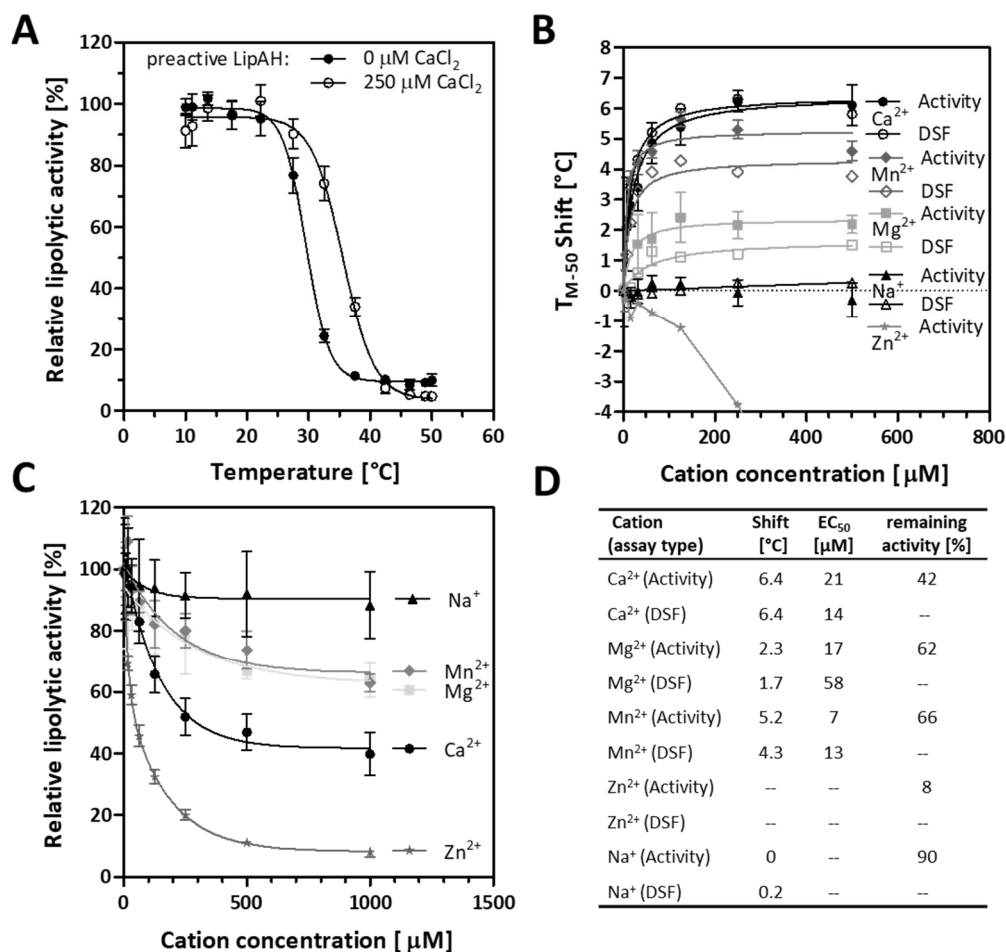 A
preactive LipAH:
0 μM CaCl2
250 μM CaCl2
Relative lipolytic activity [%]
120
100
80
60
40
20
0
0 10 20 30 40 50 60
Temperature [°C]
B
TM-50 Shift [°C]
8
7
6
5
4
3
2
1
0
-1
-2
-3
-4
Activity
Ca2+
DSF
Activity
Mn2+
DSF
Activity
Mg2+
DSF
Activity
Na+
DSF
Activity
Zn2+
0 200 400 600 800
Cation concentration [ μM]
C
Relative lipolytic activity [%]
120
100
80
60
40
20
0
Na+
Mn2+
Mg2+
Ca2+
Zn2+
0 500 1000 1500
Cation concentration [ μM]
D
Cation Shift EC50 remaining
(assay type) [°C] [μM] activity [%]
Ca2+ (Activity) 6.4 21 42
Ca2+ (DSF) 6.4 14 --
Mg2+ (Activity) 2.3 17 62
Mg2+ (DSF) 1.7 58 --
Mn2+ (Activity) 5.2 7 66
Mn2+ (DSF) 4.3 13 --
Zn2+ (Activity) -- -- 8
Zn2+ (DSF) -- -- --
Na+ (Activity) 0 -- 90
Na+ (DSF) 0.2 -- --